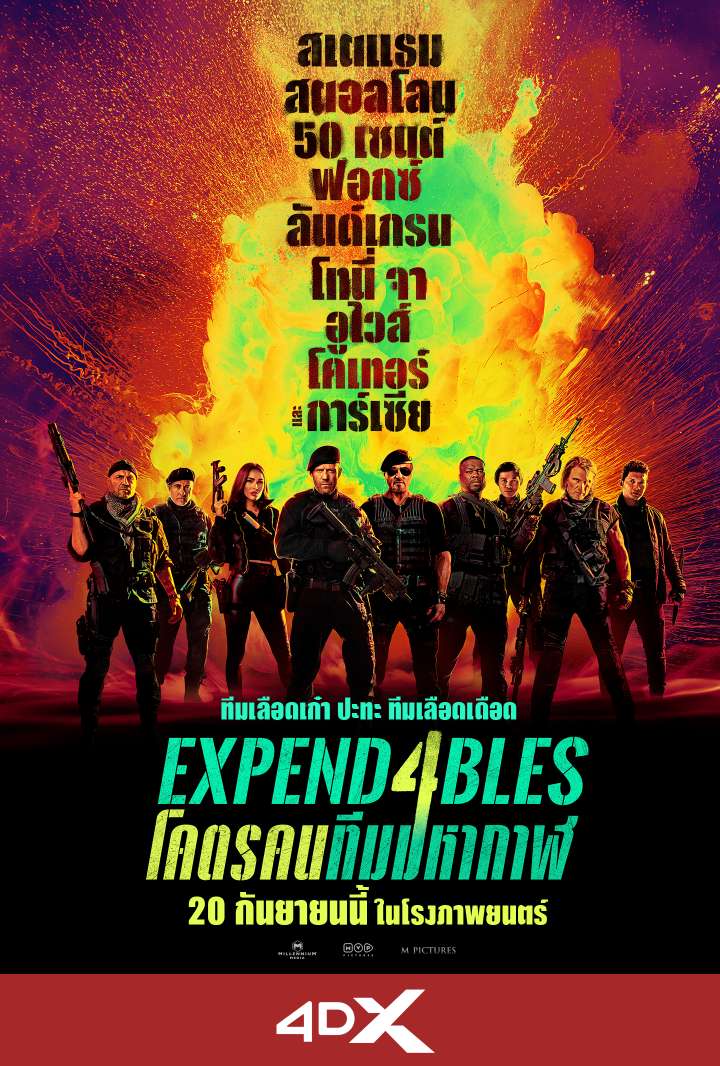 สเตแธม
สตอลโลน
50 เซนต์
ฟอกซ์
ลันด์เกรน
โทนี่ จา
อูไวส์
โค้เทอร์
และ การ์เซีย
ทีมเลือดเก๋า ปะทะ ทีมเลือดเดือด
EXPEND4BLES
โคตรคนทีมมหากาฬ
20 กันยายนนี้ ในโรงภาพยนตร์
M MILLENNIUM MEDIA MVP PICTURES M PICTURES
4DX